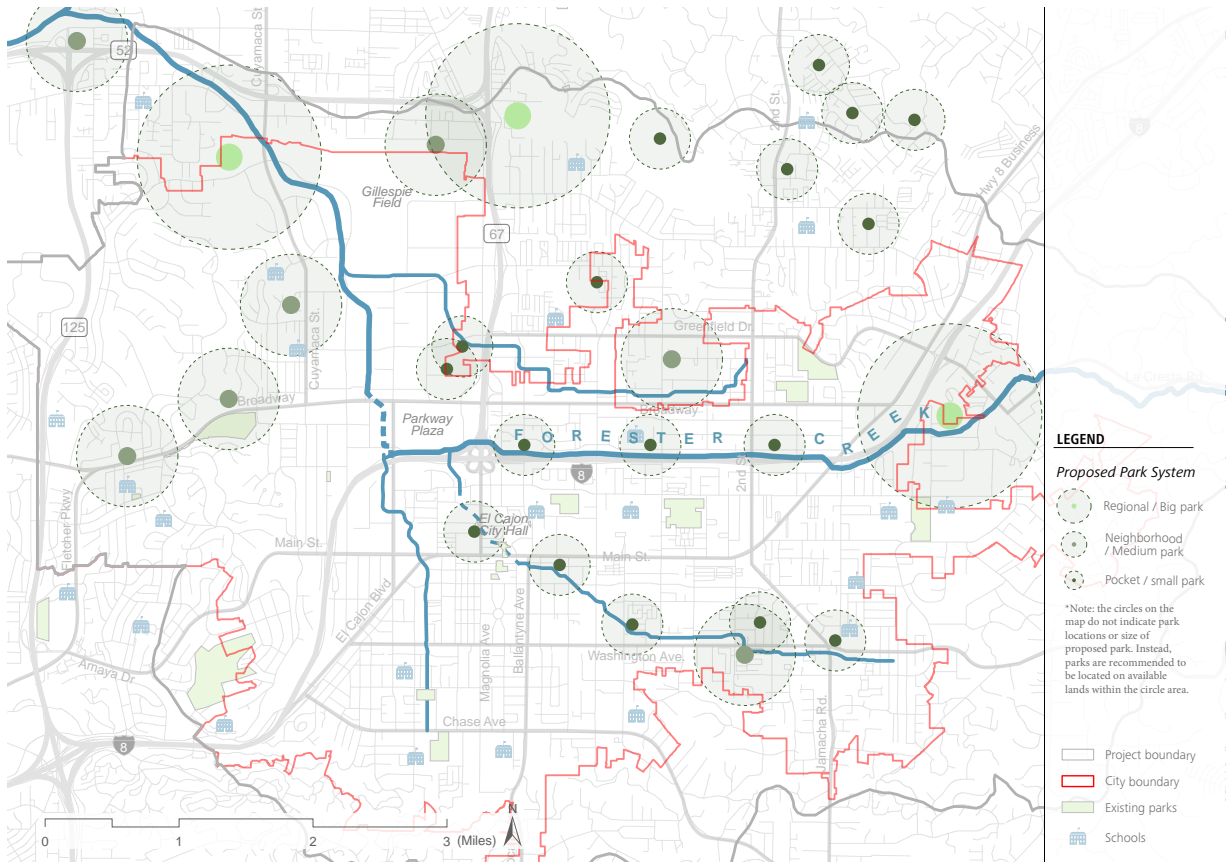 52
Cuyamaca St
2nd St.
Hwy 8 Business
8
Gillespie
Field
67
125
Cuyamaca St.
Greenfield Dr.
Broadway
Broadway
Parkway
Plaza
FORESTER CREEK
8
2nd St.
Fletcher Pkwy
El Cajon
City Hall
Main St.
Main St.
El Cajon Blvd
Magnolia Ave
Ballantyne Ave
Washington Ave.
Amaya Dr
Chase Ave
Jamacha Rd.
8
N
0 1 2 3 (Miles)
LEGEND
Proposed Park System
Regional / Big park
Neighborhood
/ Medium park
Pocket / small park
*Note: the circles on the
map do not indicate park
locations or size of
proposed park. Instead,
parks are recommended to
be located on available
lands within the circle area.
Project boundary
City boundary
Existing parks
Schools